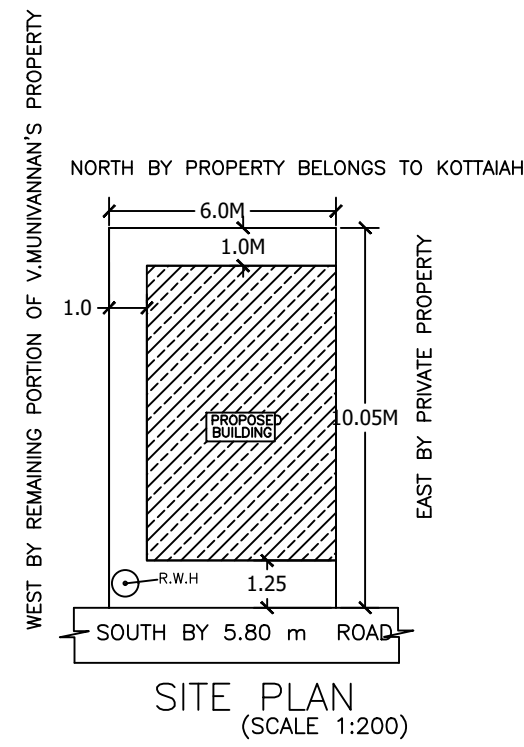 WEST BY REMAINING PORTION OF V.MUNIVANNAN'S PROPERTY
NORTH BY PROPERTY BELONGS TO KOTTAIAH
6.0M
1.0M
1.0
EAST BY PRIVATE PROPERTY
10.05M
PROPOSED
BUILDING
R.W.H
1.25
SOUTH BY 5.80 m ROAD
SITE PLAN
(SCALE 1:200)